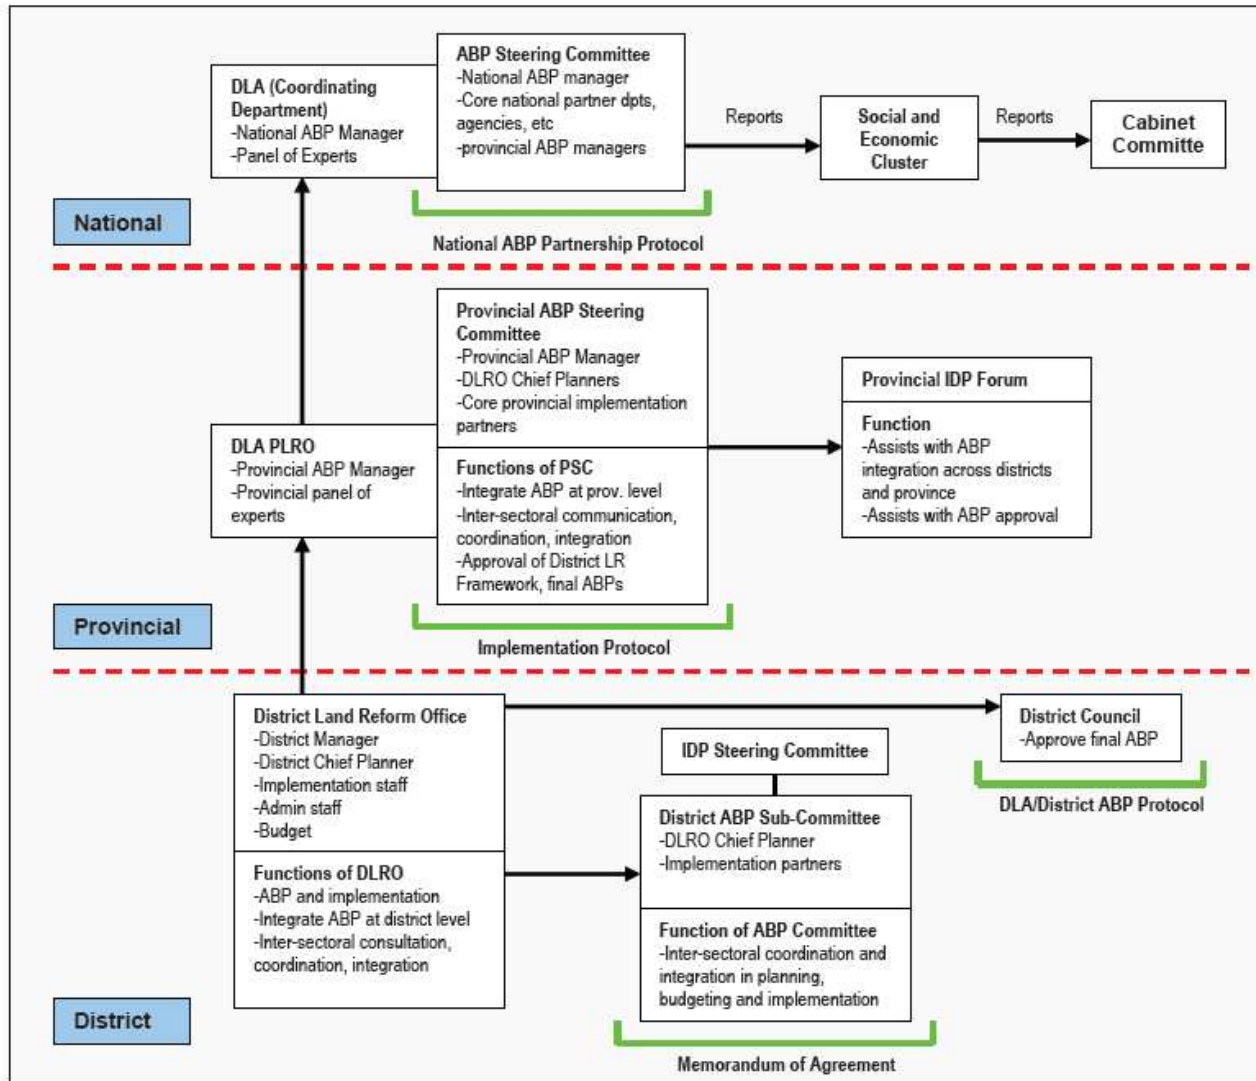 DLA (Coordinating
Department)
-National ABP Manager
-Panel of Experts
ABP Steering Committee
-National ABP manager
-Core national partner dpts,
agencies, etc
-provincial ABP managers
Reports
Social and
Economic
Cluster
Reports
Cabinet
Committe
National
National ABP Partnership Protocol
DLA PLRO
-Provincial ABP Manager
-Provincial panel of
experts
Provincial ABP Steering
Committee
-Provincial ABP Manager
-DLRO Chief Planners
-Core provincial implementation
partners
Functions of PSC
-Integrate ABP at prov. level
-Inter-sectoral communication,
coordination, integration
-Approval of District LR
Framework, final ABPs
Provincial IDP Forum
Function
-Assists with ABP
integration across districts
and province
-Assists with ABP approval
Provincial
Implementation Protocol
District Land Reform Office
-District Manager
-District Chief Planner
-Implementation staff
-Admin staff
-Budget
Functions of DLRO
-ABP and implementation
-Integrate ABP at district level
-Inter-sectoral consultation,
coordination, integration
IDP Steering Committee
District ABP Sub-Committee
-DLRO Chief Planner
-Implementation partners
Function of ABP Committee
-Inter-sectoral coordination and
integration in planning,
budgeting and implementation
District Council
-Approve final ABP
DLA/District ABP Protocol
District
Memorandum of Agreement